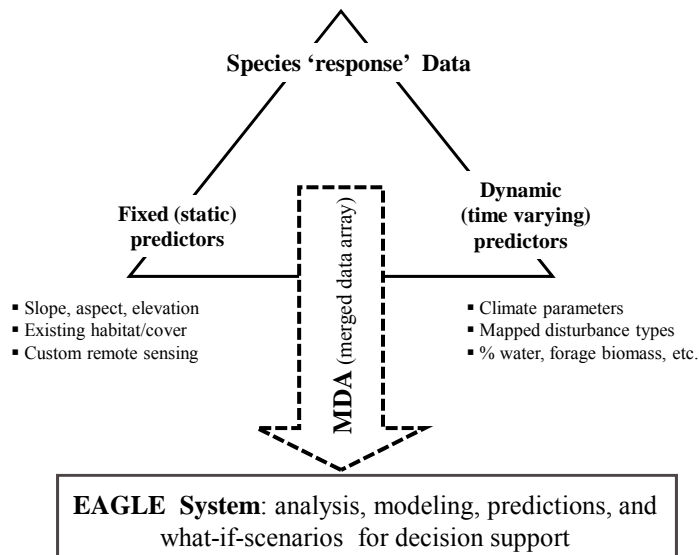 Species ‘response’ Data
Fixed (static)
predictors
Dynamic
(time varying)
predictors
▪ Slope, aspect, elevation
▪ Existing habitat/cover
▪ Custom remote sensing
▪ Climate parameters
▪ Mapped disturbance types
▪ % water, forage biomass, etc.
MDA (merged data array)
EAGLE System: analysis, modeling, predictions, and
what-if-scenarios for decision support